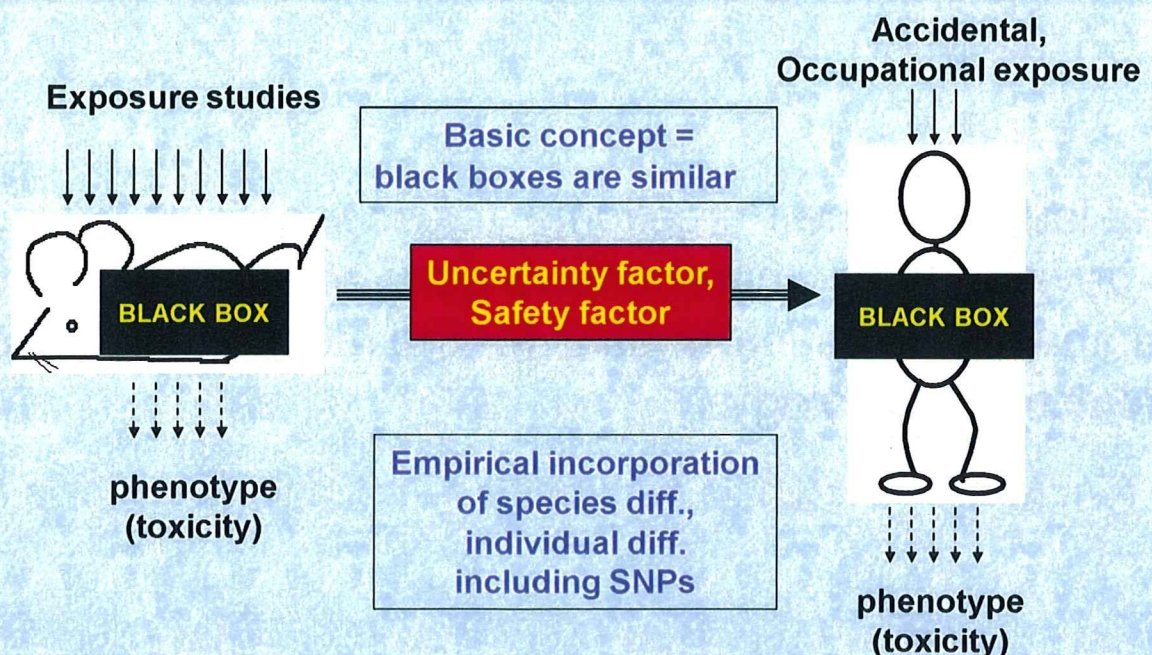 Exposure studies
BLACK BOX
phenotype
(toxicity)
Basic concept =
black boxes are similar
Uncertainty factor,
Safety factor
Empirical incorporation
of species diff.,
individual diff.
including SNPs
Accidental,
Occupational exposure
BLACK BOX
phenotype
(toxicity)